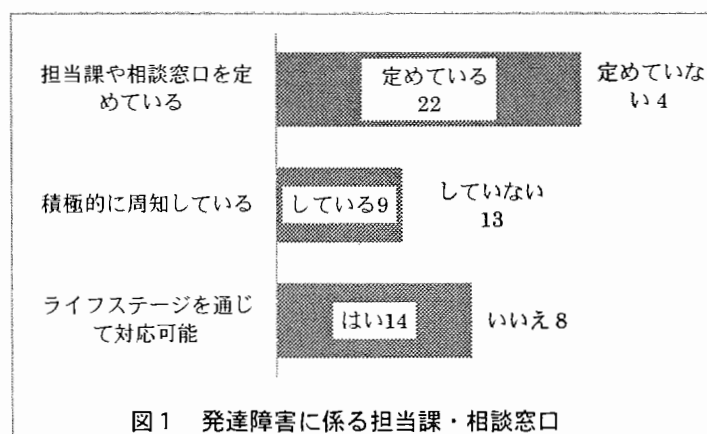 担当課や相談窓口を定
めている
定めている
22
定めていな
い 4
積極的に周知している
している9
していない
13
ライフステージを通じ
て対応可能
はい14
いいえ 8
図1 発達障害に係る担当課・相談窓口